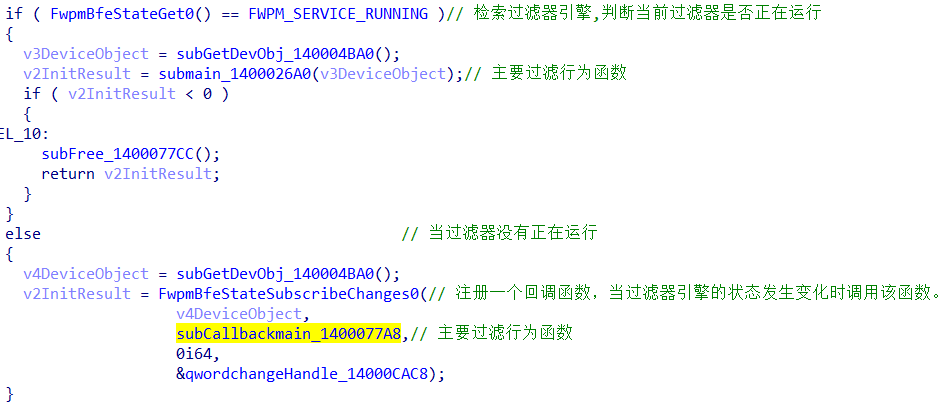 if ( FwpmBfeStateGet0() == FWPM_SERVICE_RUNNING )// 检索过滤器引擎,判断当前过滤器是否正在运行
{
v3DeviceObject = subGetDevObj_140004BA0();
v2InitResult = submain_1400026A0(v3DeviceObject);// 主要过滤行为函数
if ( v2InitResult < 0 )
{
EL_10:
subFree_1400077CC();
return v2InitResult;
}
}
else // 当过滤器没有正在运行
{
v4DeviceObject = subGetDevObj_140004BA0();
v2InitResult = FwpmBfeStateSubscribeChanges0(// 注册一个回调函数，当过滤器引擎的状态发生变化时调用该函数。
v4DeviceObject,
subCallbackmain_1400077A8,// 主要过滤行为函数
0i64,
&qwordchangeHandle_14000CAC8);
}